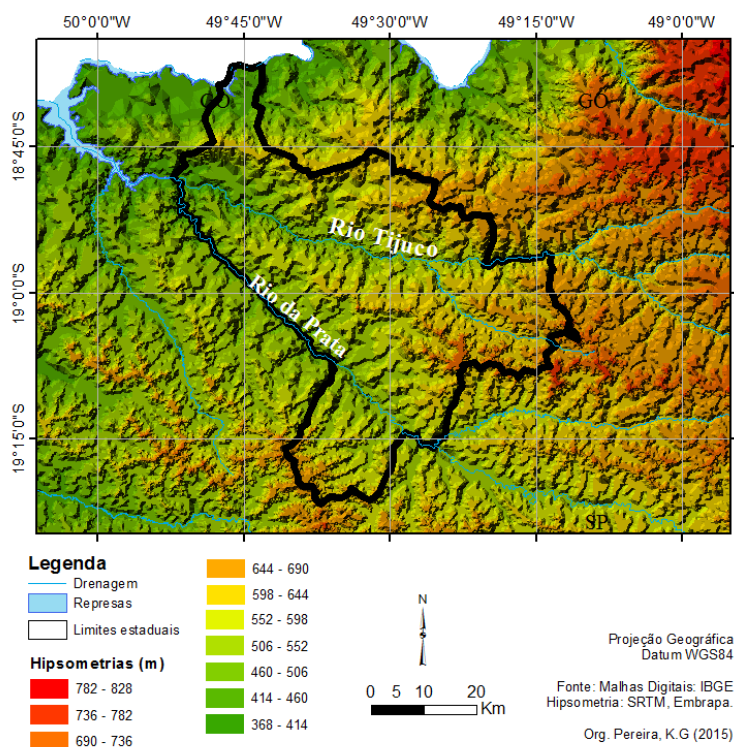 50°0'0"W 49°45'0"W 49°30'0"W 49°15'0"W 49°0'0"W
18°45'0"S
19°0'0"S
19°15'0"S
GO GO
Rio Tijuco
Rio da Prata
SP
Legenda
Drenagem
Represas
Limites estaduais
Hipsometrias (m)
782 - 828
736 - 782
690 - 736
644 - 690
598 - 644
552 - 598
506 - 552
460 - 506
414 - 460
368 - 414
N
0 5 10 20
Km
Projeção Geográfica
Datum WGS84
Fonte: Malhas Digitais: IBGE
Hipsometria: SRTM, Embrapa.
Org. Pereira, K.G (2015)